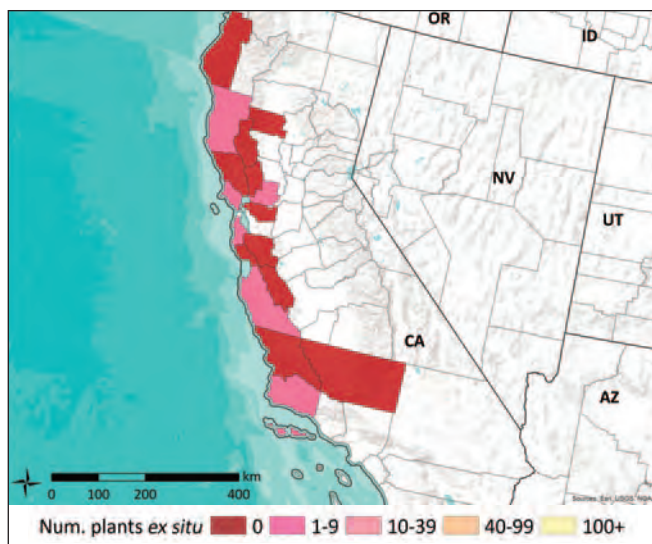 OR
ID
NV
UT
CA
AZ
km
0 100 200 400
Sources: Esri, USGS, NOAA
Num. plants ex situ 0 1-9 10-39 40-99 100+